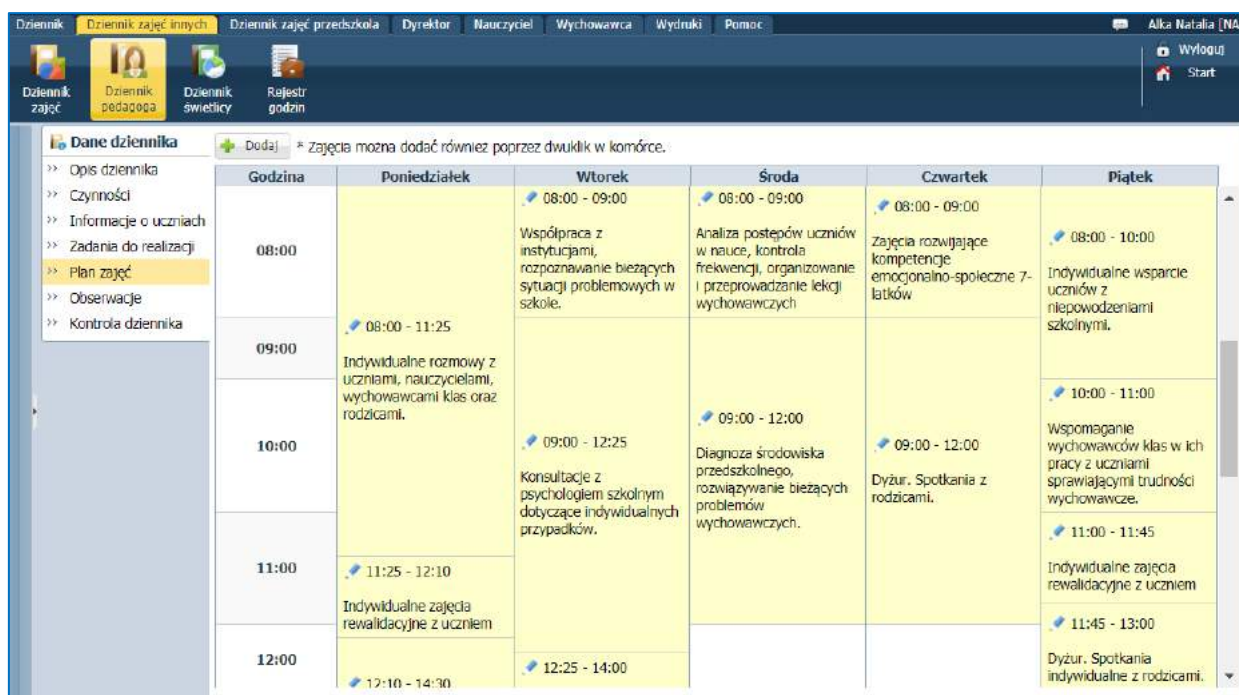 Dziennik Dziennik zajęć innych Dziennik zajęć przedszkola Dyrektor Nauczyciel Wychowawca Wydruki Pomoc Alka Natalia [NA
Dziennik zajęć
Dziennik pedagoga
Dziennik świetlicy
Rejestr godzin
Wyloguj
Start
Dane dziennika
Opis dziennika
Czynności
Informacje o uczniach
Zadania do realizacji
Plan zajęć
Obserwacje
Kontrola dziennika
Dodaj * Zajęcia można dodać również poprzez dwuklik w komórce.
Godzina Poniedziałek Wtorek Środa Czwartek Piątek
08:00
09:00
10:00
11:00
12:00
08:00 - 11:25
Indywidualne rozmowy z
uczniami, nauczycielami,
wychowawcami klas oraz
rodzicami.
11:25 - 12:10
Indywidualne zajęcia
rewalidacyjne z uczniem
12:10 - 14:30
08:00 - 09:00
Współpraca z
instytucjami,
rozpoznawanie bieżących
sytuacji problemowych w
szkole.
09:00 - 12:25
Konsultacje z
psychologiem szkolnym
dotyczące indywidualnych
przypadków.
12:25 - 14:00
08:00 - 09:00
Analiza postępów uczniów
w nauce, kontrola
frekwencji, organizowanie
i przeprowadzanie lekcji
wychowawczych
09:00 - 12:00
Diagnoza środowiska
przedszkolnego,
rozwiązywanie bieżących
problemów
wychowawczych.
08:00 - 09:00
Zajęcia rozwijające
kompetencje
emocjonalno-społeczne 7-
latków
09:00 - 12:00
Dyżur. Spotkania z
rodzicami.
08:00 - 10:00
Indywidualne wsparcie
uczniów z
niepowodzeniami
szkolnymi.
10:00 - 11:00
Wspomaganie
wychowawców klas w ich
pracy z uczniami
sprawiającymi trudności
wychowawcze.
11:00 - 11:45
Indywidualne zajęcia
rewalidacyjne z uczniem
11:45 - 13:00
Dyżur. Spotkania
indywidualne z rodzicami.